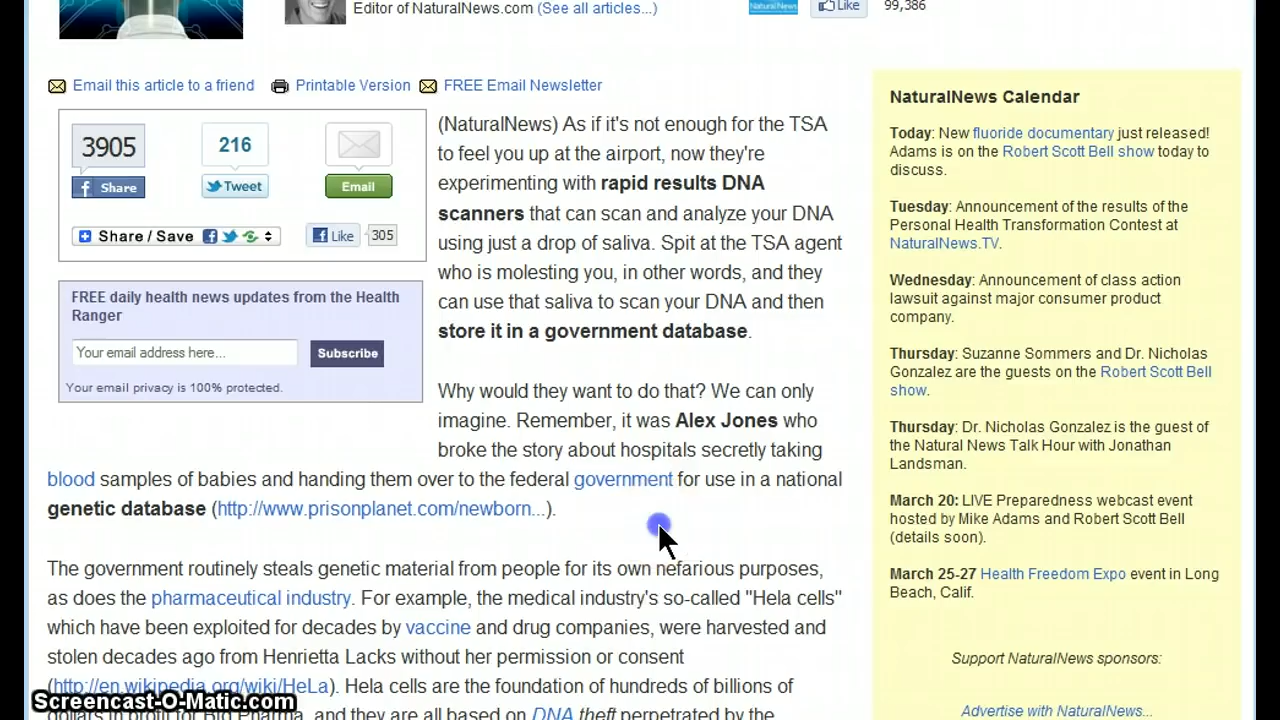 Editor of NaturalNews.com (See all articles...)
NaturalNews
Like
99,386
Email this article to a friend
Printable Version
FREE Email Newsletter
3905
216
Share
Tweet
Email
Share / Save
Like
305
FREE daily health news updates from the Health
Ranger
Your email address here...
Subscribe
Your email privacy is 100% protected.
(NaturalNews) As if it's not enough for the TSA
to feel you up at the airport, now they're
experimenting with rapid results DNA
scanners that can scan and analyze your DNA
using just a drop of saliva. Spit at the TSA agent
who is molesting you, in other words, and they
can use that saliva to scan your DNA and then
store it in a government database.
Why would they want to do that? We can only
imagine. Remember, it was Alex Jones who
broke the story about hospitals secretly taking
blood samples of babies and handing them over to the federal government for use in a national
genetic database (http://www.prisonplanet.com/newborn...).
The government routinely steals genetic material from people for its own nefarious purposes,
as does the pharmaceutical industry. For example, the medical industry's so-called "Hela cells"
which have been exploited for decades by vaccine and drug companies, were harvested and
stolen decades ago from Henrietta Lacks without her permission or consent
(http://en.wikipedia.org/wiki/HeLa). Hela cells are the foundation of hundreds of billions of
dollars in profit for Big Pharma, and they are all based on DNA theft perpetrated by the
NaturalNews Calendar
Today: New fluoride documentary just released!
Adams is on the Robert Scott Bell show today to
discuss.
Tuesday: Announcement of the results of the
Personal Health Transformation Contest at
NaturalNews.TV.
Wednesday: Announcement of class action
lawsuit against major consumer product
company.
Thursday: Suzanne Sommers and Dr. Nicholas
Gonzalez are the guests on the Robert Scott Bell
show.
Thursday: Dr. Nicholas Gonzalez is the guest of
the Natural News Talk Hour with Jonathan
Landsman.
March 20: LIVE Preparedness webcast event
hosted by Mike Adams and Robert Scott Bell
(details soon).
March 25-27 Health Freedom Expo event in Long
Beach, Calif.
Support NaturalNews sponsors:
Advertise with NaturalNews...
Screencast-O-Matic.com